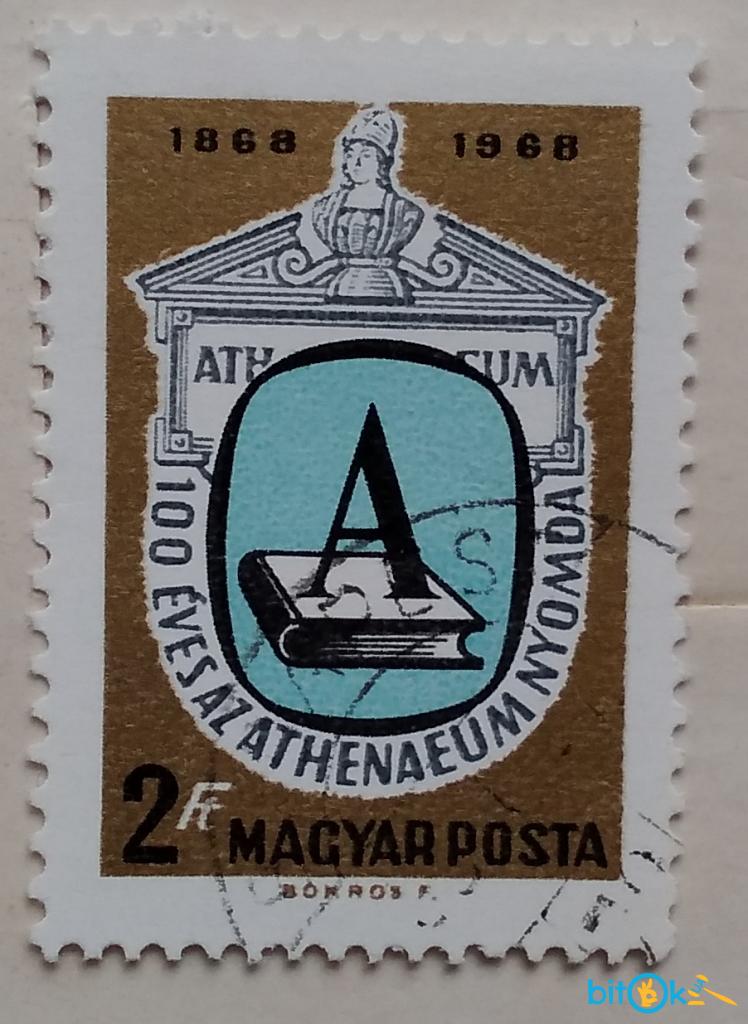 1868 1968
ATH EUM
A
100 ÉVES AZ ATHENAEUM NYOMDA
2 Ft MAGYAR POSTA
BOKROS F.
bitOk